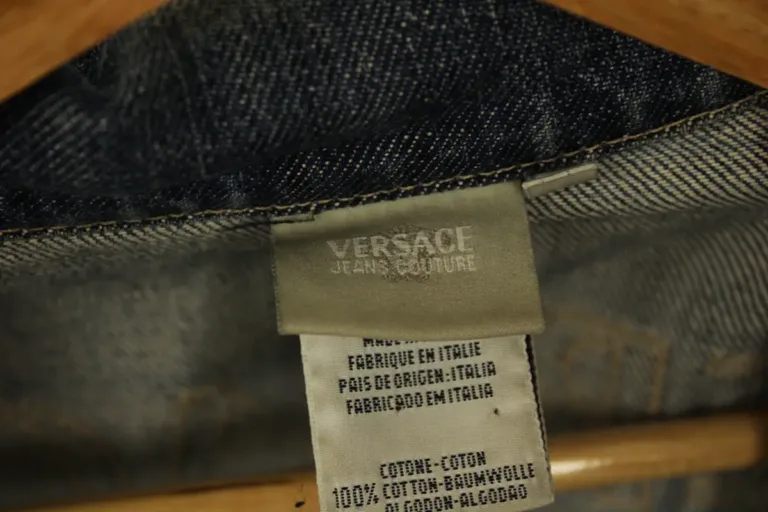 VERSACE
JEANS COUTURE
MADE
FABRIQUE EN ITALIE
PAIS DE ORIGEN:ITALIA
FABRICADO EM ITALIA
COTONE-COTON
100% COTTON-BAUMWOLLE
ALGODON-ALGODAO